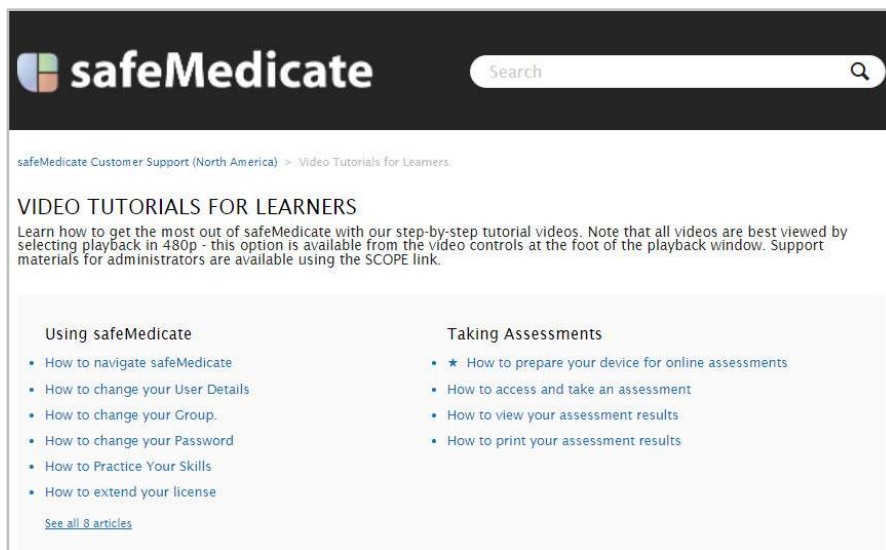 safeMedicate
Search
safeMedicate Customer Support (North America) > Video Tutorials for Learners
VIDEO TUTORIALS FOR LEARNERS
Learn how to get the most out of safeMedicate with our step-by-step tutorial videos. Note that all videos are best viewed by
selecting playback in 480p - this option is available from the video controls at the foot of the playback window. Support
materials for administrators are available using the SCOPE link.
Using safeMedicate
• How to navigate safeMedicate
• How to change your User Details
• How to change your Group.
• How to change your Password
• How to Practice Your Skills
• How to extend your license
See all 8 articles
Taking Assessments
• ★ How to prepare your device for online assessments
• How to access and take an assessment
• How to view your assessment results
• How to print your assessment results